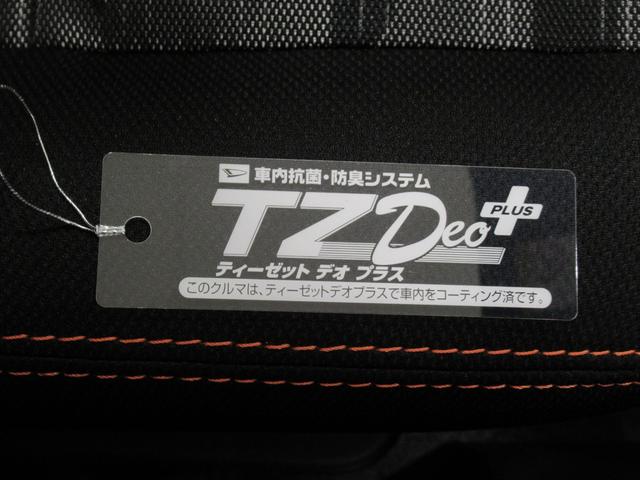 車内抗菌・防臭システム
TZ Deo PLUS
ティーゼット デオ プラス
このクルマは、ティーゼットデオプラスで車内をコーティング済です。